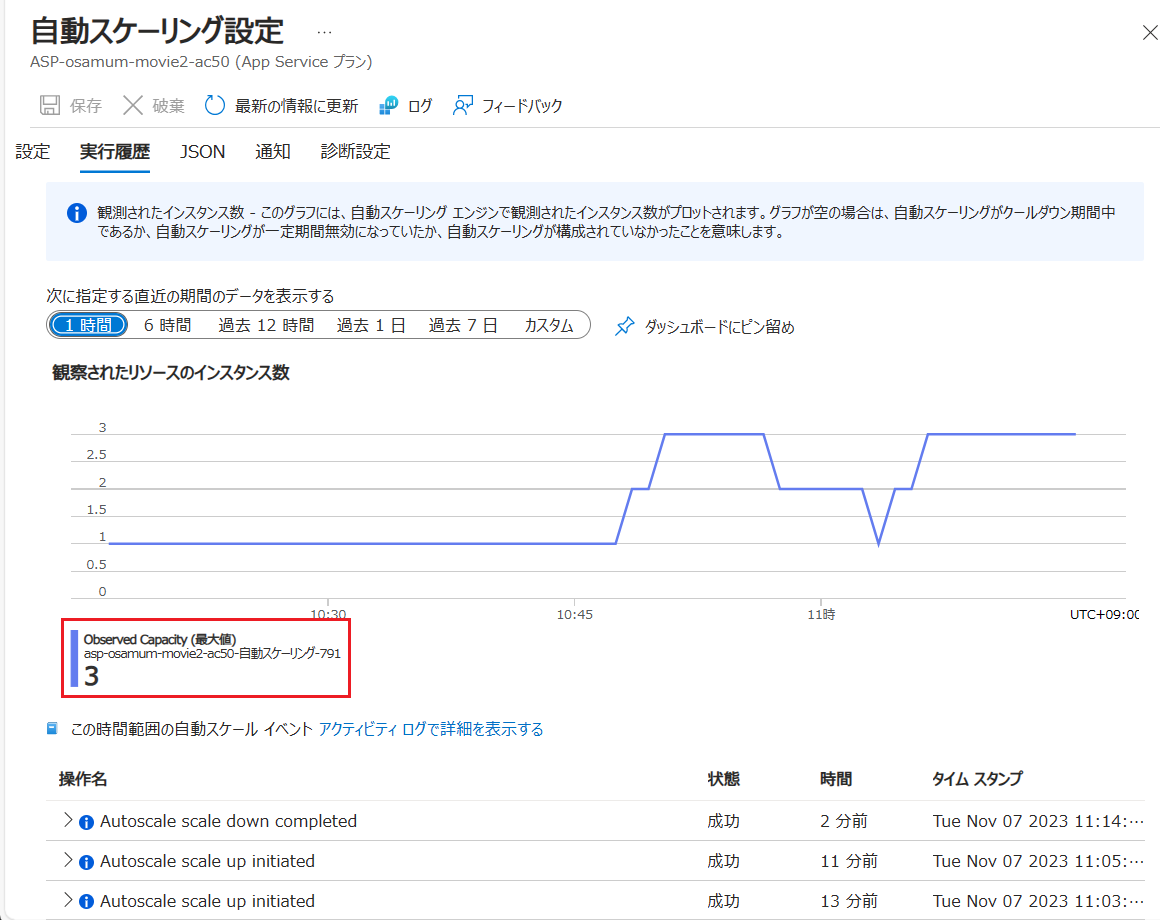 自動スケーリング設定 …
ASP-osamum-movie2-ac50 (App Service プラン)
保存 破棄 最新の情報に更新 ログ フィードバック
設定 実行履歴 JSON 通知 診断設定
観測されたインスタンス数 - このグラフには、自動スケーリング エンジンで観測されたインスタンス数がプロットされます。グラフが空の場合は、自動スケーリングがクールダウン期間中
であるか、自動スケーリングが一定期間無効になっていたか、自動スケーリングが構成されていなかったことを意味します。
次に指定する直近の期間のデータを表示する
1 時間 6 時間 過去 12 時間 過去 1 日 過去 7 日 カスタム ダッシュボードにピン留め
観察されたリソースのインスタンス数
3
2.5
2
1.5
1
0.5
0
10:30 10:45 11時 UTC+09:00
Observed Capacity (最大値)
asp-osamum-movie2-ac50-自動スケーリング-791
3
この時間範囲の自動スケール イベント アクティビティ ログで詳細を表示する
操作名 状態 時間 タイム スタンプ
Autoscale scale down completed 成功 2 分前 Tue Nov 07 2023 11:14:…
Autoscale scale up initiated 成功 11 分前 Tue Nov 07 2023 11:05:…
Autoscale scale up initiated 成功 13 分前 Tue Nov 07 2023 11:03:…